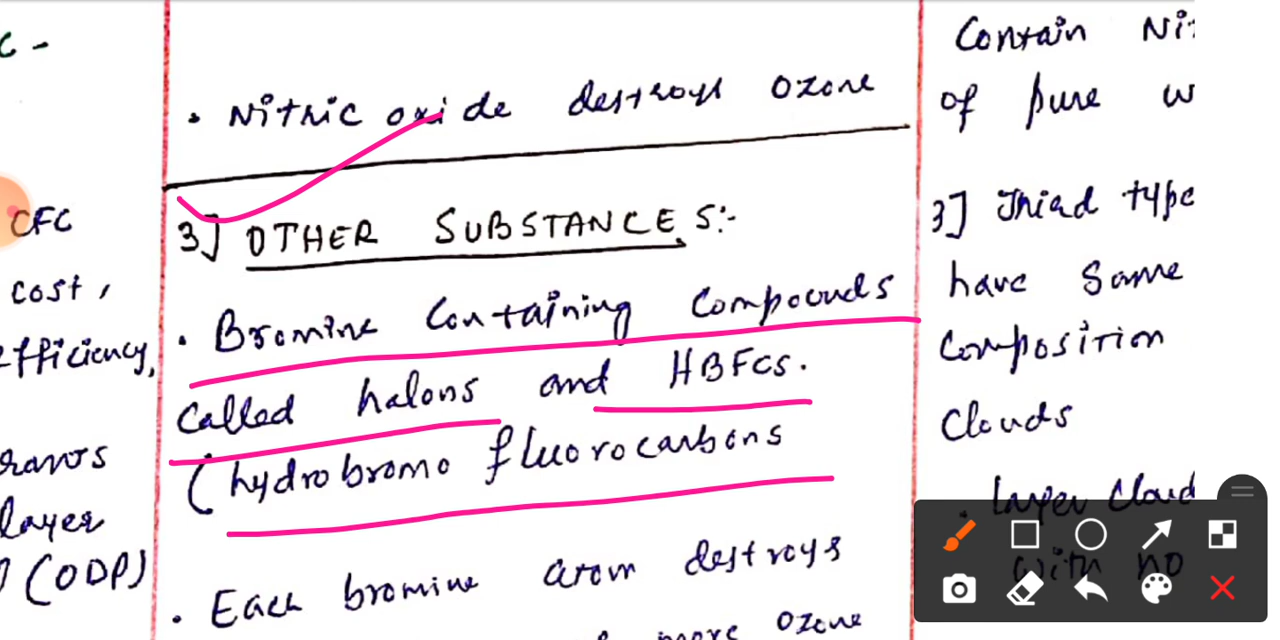 c -
CFC
cost,
efficiency,
layer
(ODP)
• Nitric oxide destroys ozone
3] OTHER SUBSTANCES:-
• Bromine containing compounds
called halons and HBFCs.
(hydrobromo fluorocarbons
• Each bromine atom destroys
more ozone
Contain
of pure
3] Third type
have same
composition
clouds
. layer cloud
with no